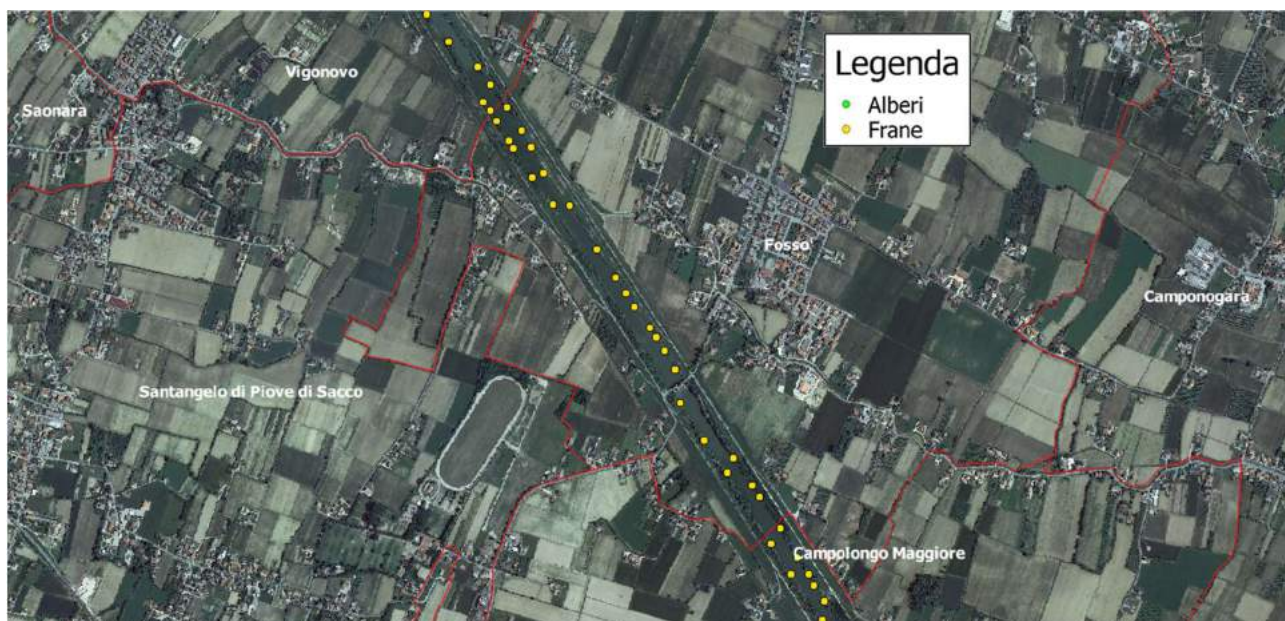 Legenda
Alberi
Frane
Vigonovo
Saonara
Fosso'
Camponogara
Santangelo di Piove di Sacco
Campolongo Maggiore